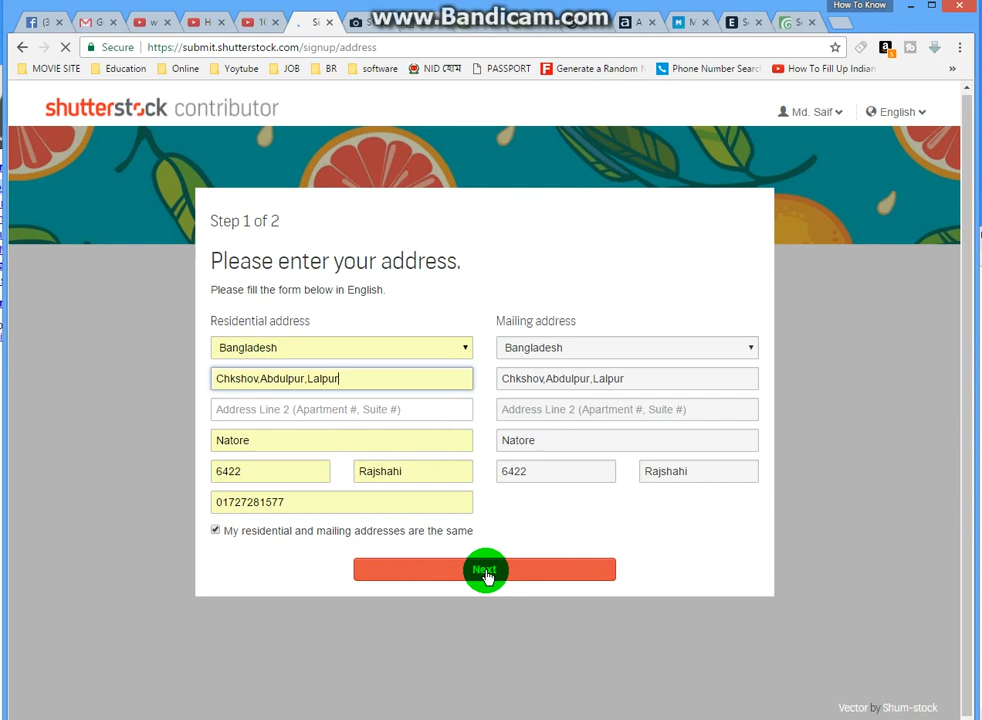 How To Know
www.Bandicam.com
Secure https://submit.shutterstock.com/signup/address
MOVIE SITE Education Online Yoytube JOB BR software NID হোম PASSPORT Generate a Random Phone Number Searc How To Fill Up Indian »
shutterstock contributor
Md. Saif English
Step 1 of 2
Please enter your address.
Please fill the form below in English.
Residential address Mailing address
Bangladesh Bangladesh
Chkshov,Abdulpur,Lalpur Chkshov,Abdulpur,Lalpur
Address Line 2 (Apartment #, Suite #) Address Line 2 (Apartment #, Suite #)
Natore Natore
6422 Rajshahi 6422 Rajshahi
01727281577
My residential and mailing addresses are the same
Next
Vector by Shum-stock